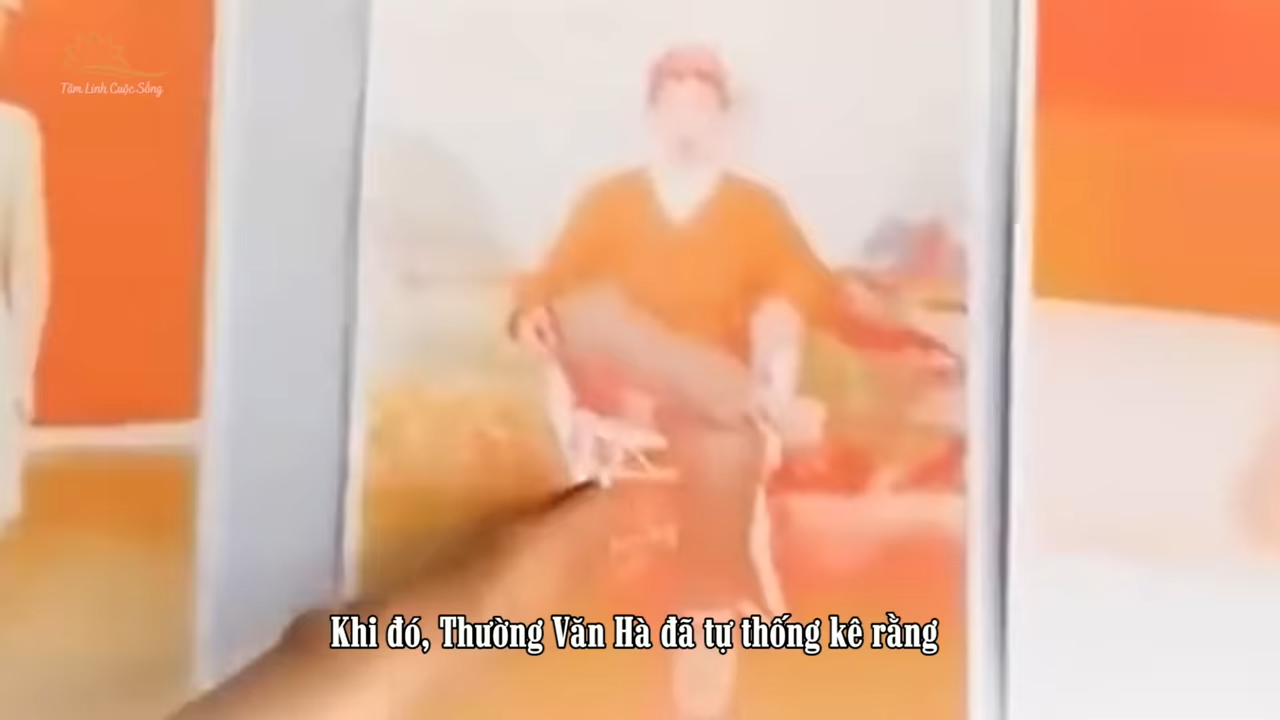 Tâm Linh Cuộc Sống
Khi đó, Thường Văn Hà đã tự thống kê rằng